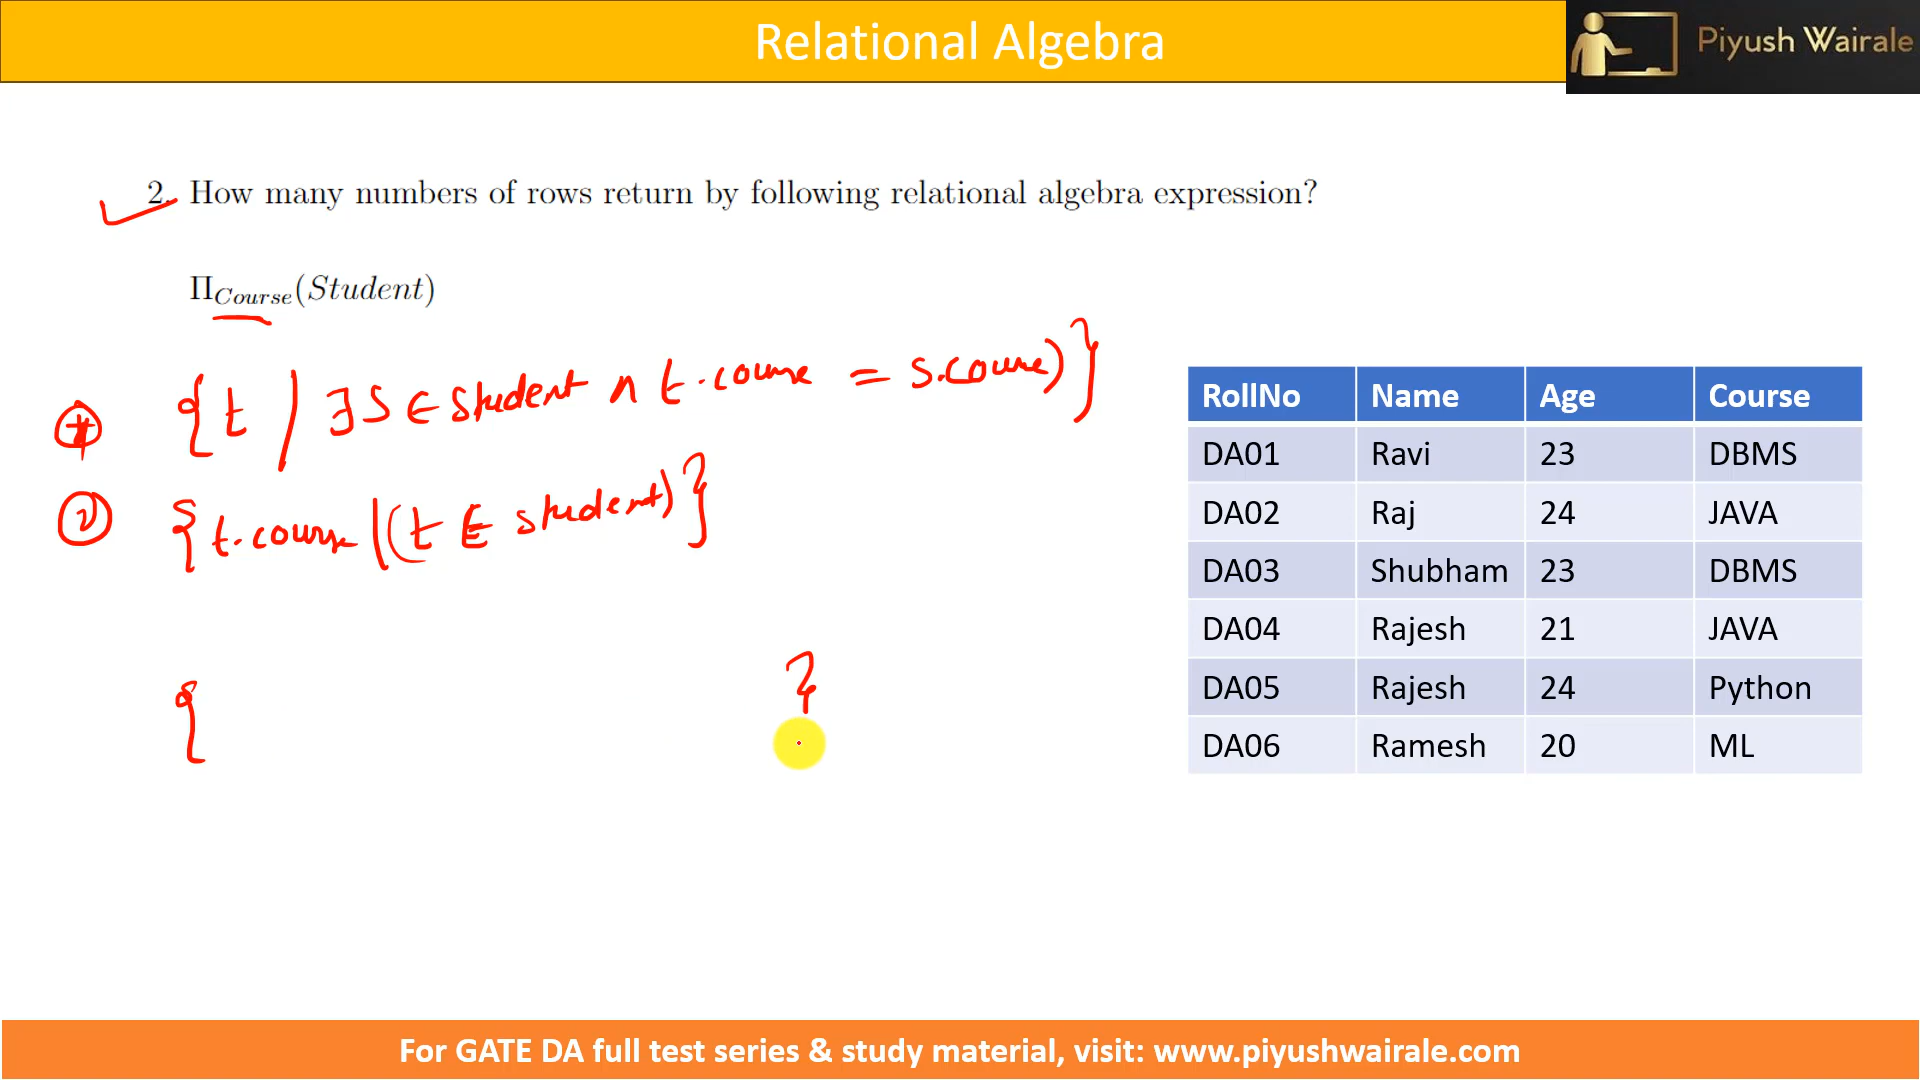 Relational Algebra
Piyush Wairale
2. How many numbers of rows return by following relational algebra expression?
Π_Course(Student)
{t | ∃ S ∈ Student ∧ t.course = S.course)}
② {t.course | (t ∈ student)}
{ }
RollNo Name Age Course
DA01 Ravi 23 DBMS
DA02 Raj 24 JAVA
DA03 Shubham 23 DBMS
DA04 Rajesh 21 JAVA
DA05 Rajesh 24 Python
DA06 Ramesh 20 ML
For GATE DA full test series & study material, visit: www.piyushwairale.com